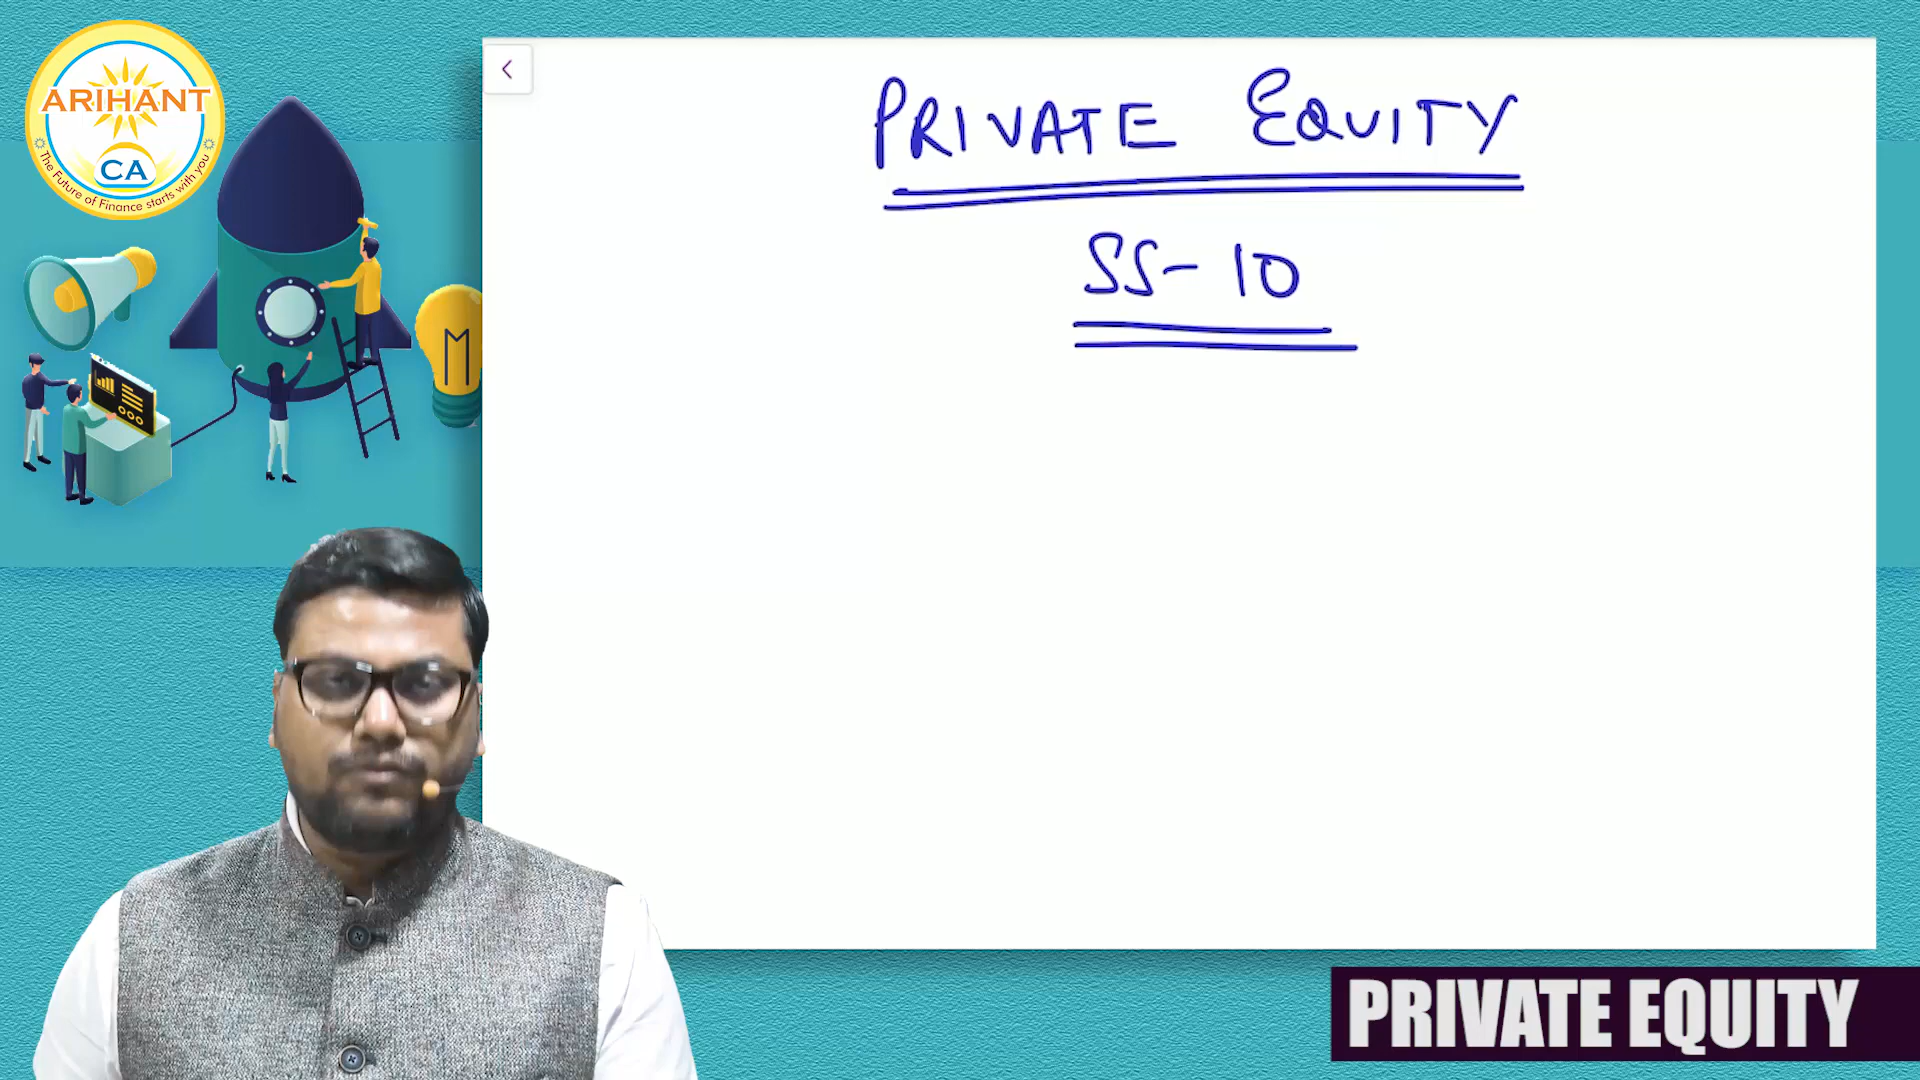 ARIHANT
CA
The Future of Finance starts with you
PRIVATE EQUITY
SS- 10
PRIVATE EQUITY